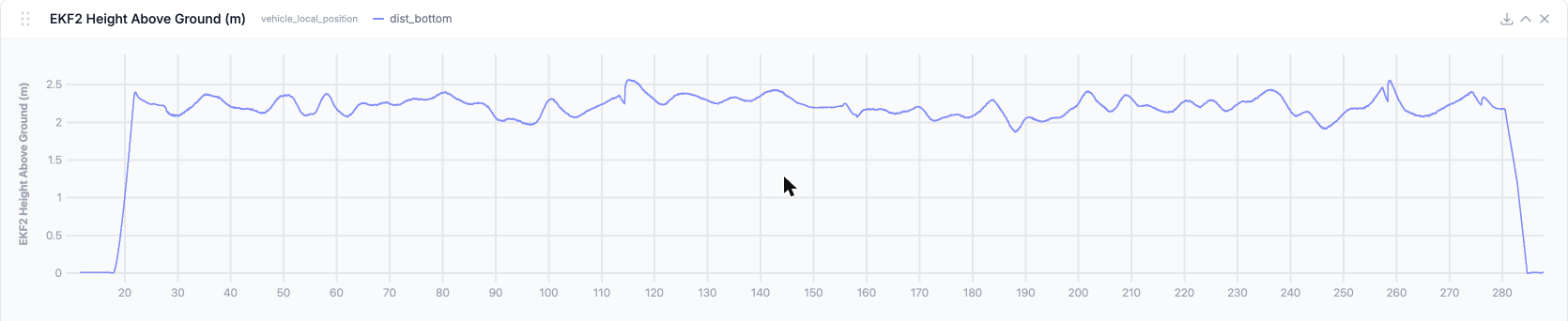 EKF2 Height Above Ground (m) vehicle_local_position dist_bottom
EKF2 Height Above Ground (m)
2.5
2
1.5
1
0.5
0
20 30 40 50 60 70 80 90 100 110 120 130 140 150 160 170 180 190 200 210 220 230 240 250 260 270 280